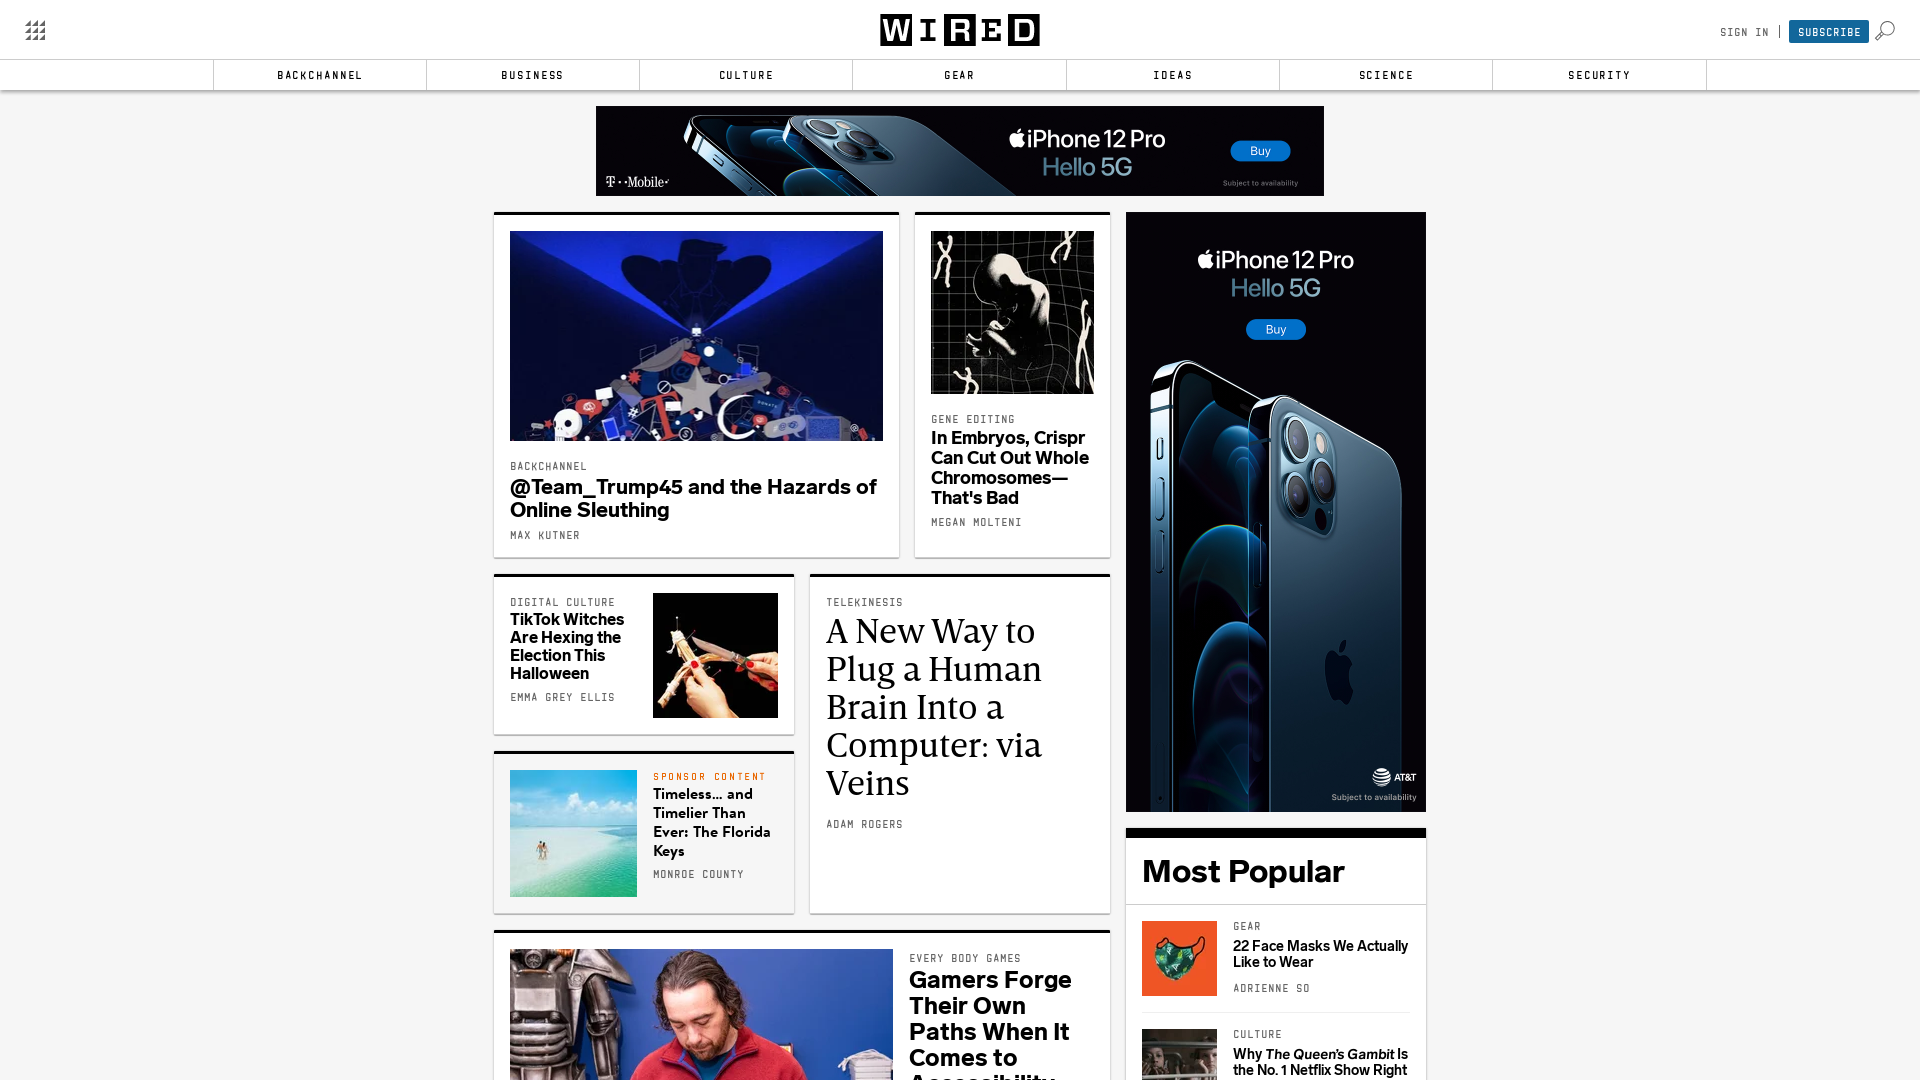 WIRED
SIGN IN
SUBSCRIBE
BACKCHANNEL
BUSINESS
CULTURE
GEAR
IDEAS
SCIENCE
SECURITY
iPhone 12 Pro
Hello 5G
Buy
T-Mobile
Subject to availability
BACKCHANNEL
@Team_Trump45 and the Hazards of
Online Sleuthing
MAX KUTNER
GENE EDITING
In Embryos, Crispr
Can Cut Out Whole
Chromosomes—
That's Bad
MEGAN MOLTENI
iPhone 12 Pro
Hello 5G
Buy
AT&T
Subject to availability
DIGITAL CULTURE
TikTok Witches
Are Hexing the
Election This
Halloween
EMMA GREY ELLIS
TELEKINESIS
A New Way to
Plug a Human
Brain Into a
Computer: via
Veins
ADAM ROGERS
SPONSOR CONTENT
Timeless... and
Timelier Than
Ever: The Florida
Keys
MONROE COUNTY
EVERY BODY GAMES
Gamers Forge
Their Own
Paths When It
Comes to
Accessibility
Most Popular
GEAR
22 Face Masks We Actually
Like to Wear
ADRIENNE SO
CULTURE
Why The Queen's Gambit Is
the No. 1 Netflix Show Right